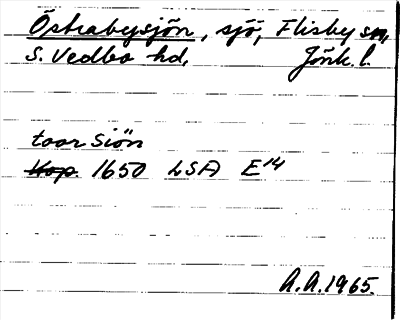 Östrabysjön, sjö, Flisby sn,
S. Vedbo hd, Jönk. l.
toor Siön
Kop. 1650 LSA E14
A.A. 1965.